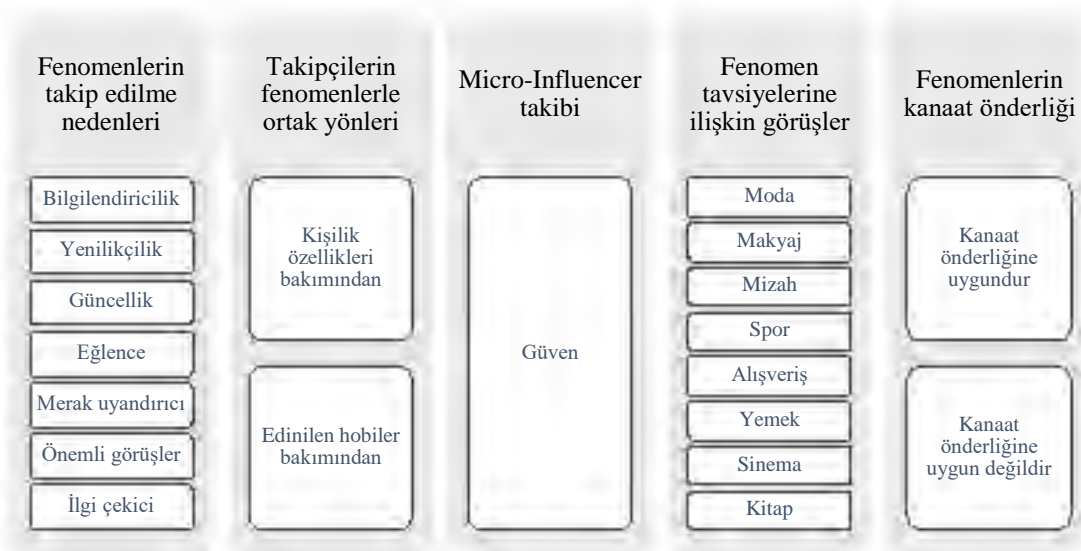 Fenomenlerin
takip edilme
nedenleri
Bilgilendiricilik
Yenilikçilik
Güncellik
Eğlence
Merak uyandırıcı
Önemli görüşler
İlgi çekici
Takipçilerin
fenomenlerle
ortak yönleri
Kişilik
özellikleri
bakımından
Edinilen hobiler
bakımından
Micro-Influencer
takibi
Güven
Fenomen
tavsiyelerine
ilişkin görüşler
Moda
Makyaj
Mizah
Spor
Alışveriş
Yemek
Sinema
Kitap
Fenomenlerin
kanaat önderliği
Kanaat
önderliğine
uygundur
Kanaat
önderliğine
uygun değildir